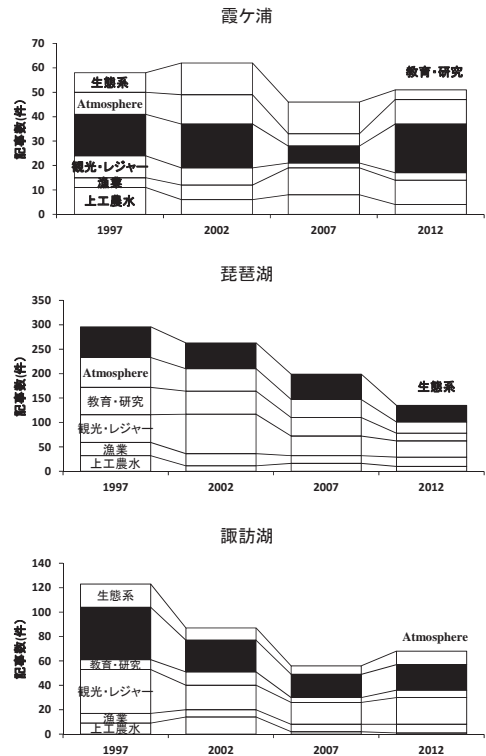 霞ケ浦
記事数(件)
70
60
50
40
30
20
10
0
生態系
Atmosphere
観光・レジャー
漁業
上工農水
教育・研究
1997 2002 2007 2012
琵琶湖
記事数(件)
350
300
250
200
150
100
50
0
Atmosphere
教育・研究
観光・レジャー
漁業
上工農水
生態系
1997 2002 2007 2012
諏訪湖
記事数(件)
140
120
100
80
60
40
20
0
生態系
教育・研究
観光・レジャー
漁業
上工農水
Atmosphere
1997 2002 2007 2012